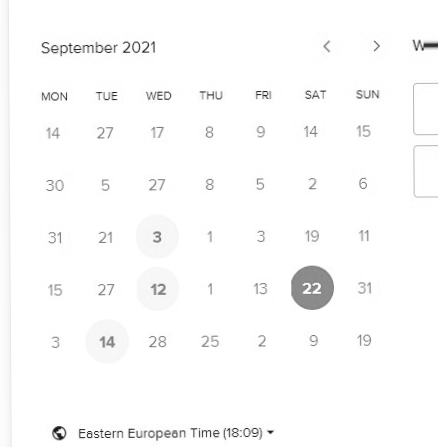 September 2021
MON TUE WED THU FRI SAT SUN
14 27 17 8 9 14 15
30 5 27 8 5 2 6
31 21 3 1 3 19 11
15 27 12 1 13 22 31
3 14 28 25 2 9 19
Eastern European Time (18:09)